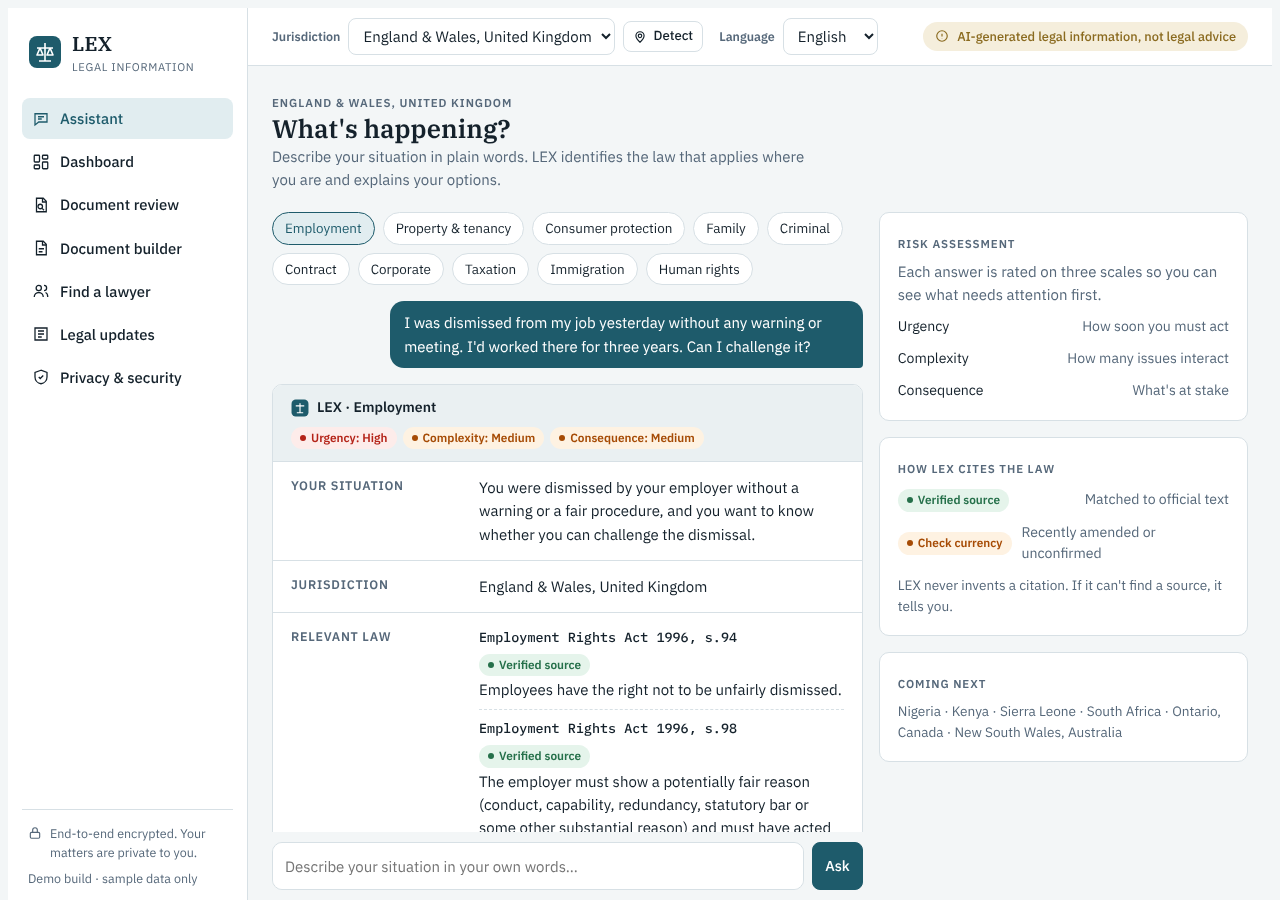 LEX
LEGAL INFORMATION
Assistant
Dashboard
Document review
Document builder
Find a lawyer
Legal updates
Privacy & security
End-to-end encrypted. Your
matters are private to you.
Demo build · sample data only
Jurisdiction
England & Wales, United Kingdom
Detect
Language
English
AI-generated legal information, not legal advice
ENGLAND & WALES, UNITED KINGDOM
What's happening?
Describe your situation in plain words. LEX identifies the law that applies where
you are and explains your options.
Employment
Property & tenancy
Consumer protection
Family
Criminal
Contract
Corporate
Taxation
Immigration
Human rights
I was dismissed from my job yesterday without any warning or
meeting. I'd worked there for three years. Can I challenge it?
LEX · Employment
Urgency: High
Complexity: Medium
Consequence: Medium
YOUR SITUATION
You were dismissed by your employer without a
warning or a fair procedure, and you want to know
whether you can challenge the dismissal.
JURISDICTION
England & Wales, United Kingdom
RELEVANT LAW
Employment Rights Act 1996, s.94
Verified source
Employees have the right not to be unfairly dismissed.
Employment Rights Act 1996, s.98
Verified source
The employer must show a potentially fair reason
(conduct, capability, redundancy, statutory bar or
some other substantial reason) and must have acted
Describe your situation in your own words...
Ask
RISK ASSESSMENT
Each answer is rated on three scales so you can
see what needs attention first.
Urgency
How soon you must act
Complexity
How many issues interact
Consequence
What's at stake
HOW LEX CITES THE LAW
Verified source
Matched to official text
Check currency
Recently amended or
unconfirmed
LEX never invents a citation. If it can't find a source, it
tells you.
COMING NEXT
Nigeria · Kenya · Sierra Leone · South Africa · Ontario,
Canada · New South Wales, Australia